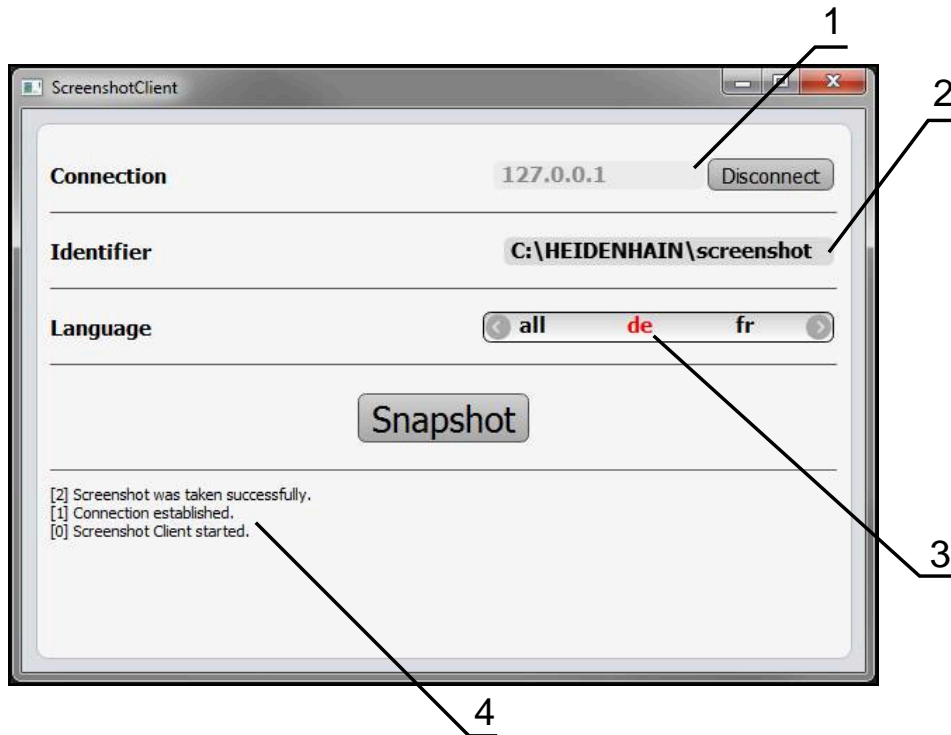 1
ScreenshotClient
2
Connection 127.0.0.1 Disconnect
Identifier C:\HEIDENHAIN\screenshot
Language all de fr
Snapshot
[2] Screenshot was taken successfully.
[1] Connection established.
[0] Screenshot Client started.
3
4